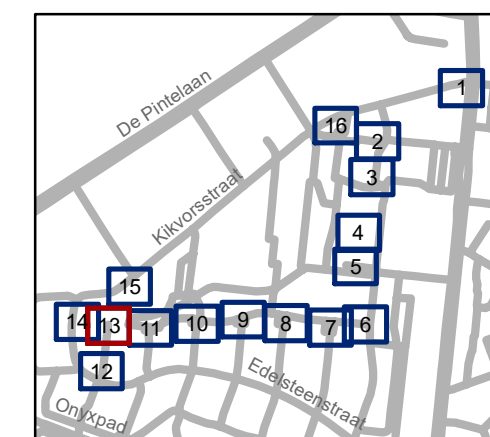 1
De Pintelaan
16
2
3
Kikvorsstraat
4
5
15
14 13 11 10 9 8 7 6
12
Edelsteenstraat
Onyxpad